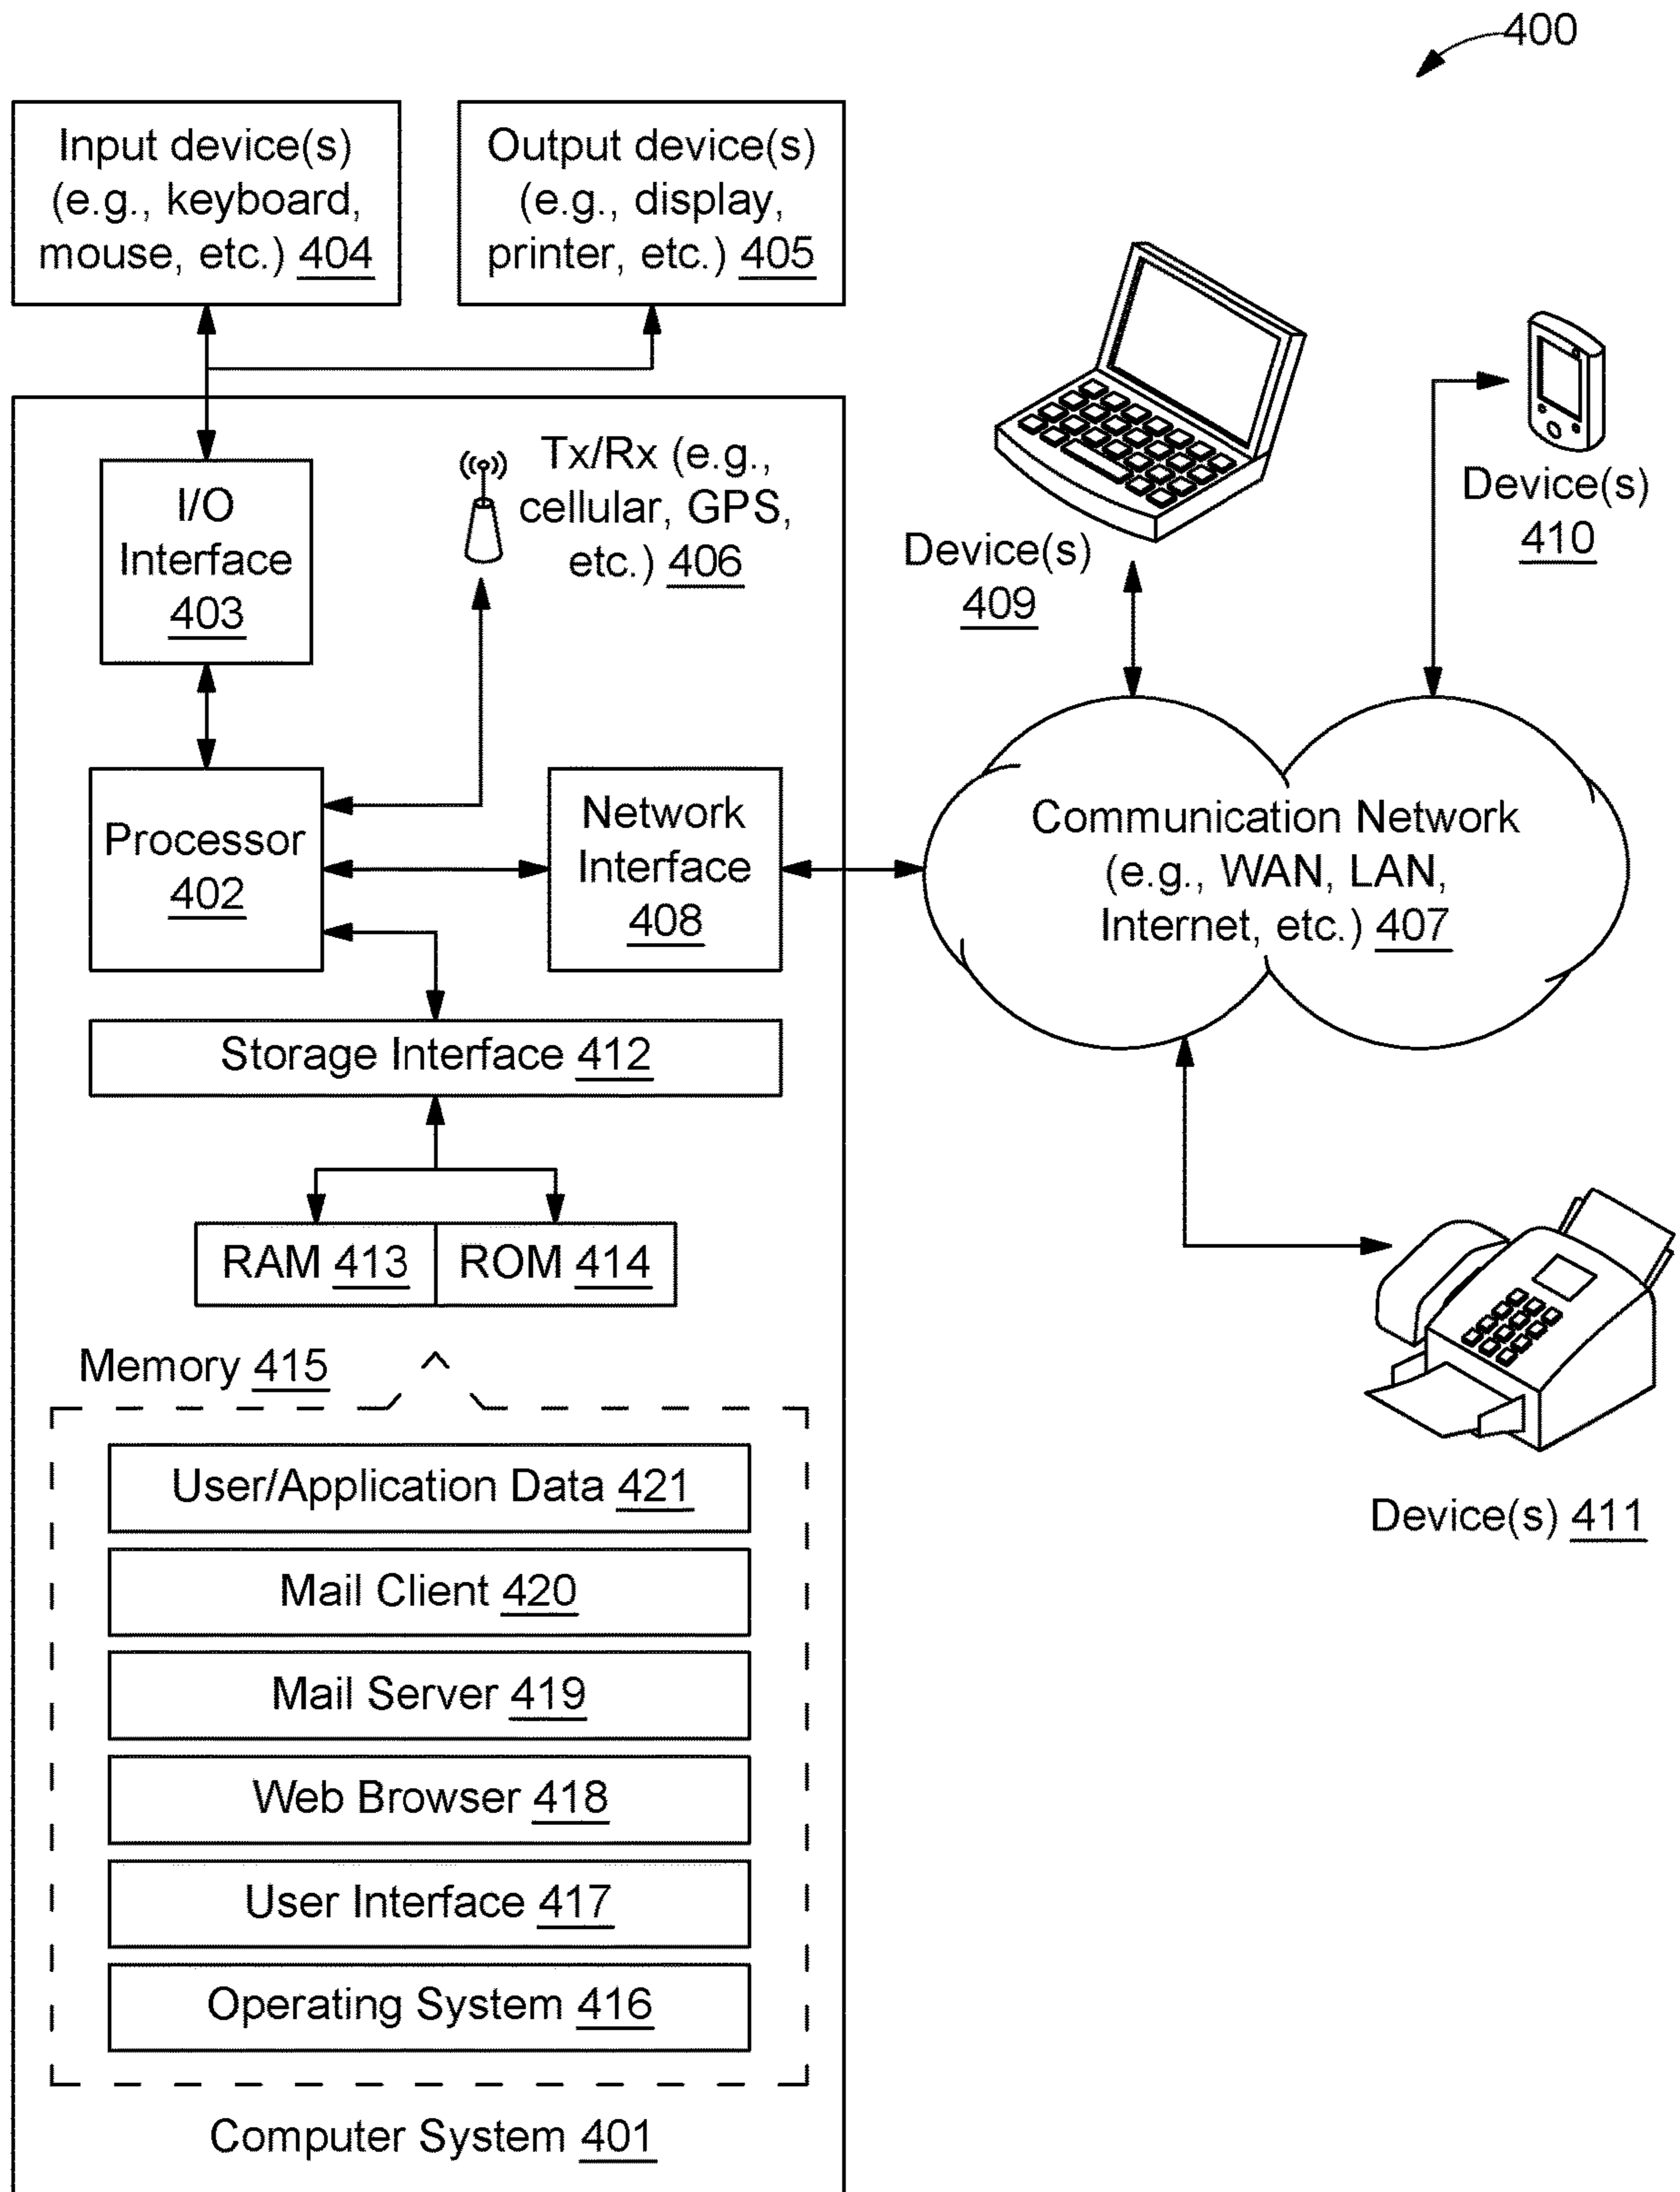 400
Input device(s)
(e.g., keyboard,
mouse, etc.) 404
Output device(s)
(e.g., display,
printer, etc.) 405
I/O
Interface
403
Tx/Rx (e.g.,
cellular, GPS,
etc.) 406
Device(s)
409
Device(s)
410
Processor
402
Network
Interface
408
Communication Network
(e.g., WAN, LAN,
Internet, etc.) 407
Storage Interface 412
RAM 413
ROM 414
Memory 415
User/Application Data 421
Mail Client 420
Mail Server 419
Web Browser 418
User Interface 417
Operating System 416
Computer System 401
Device(s) 411